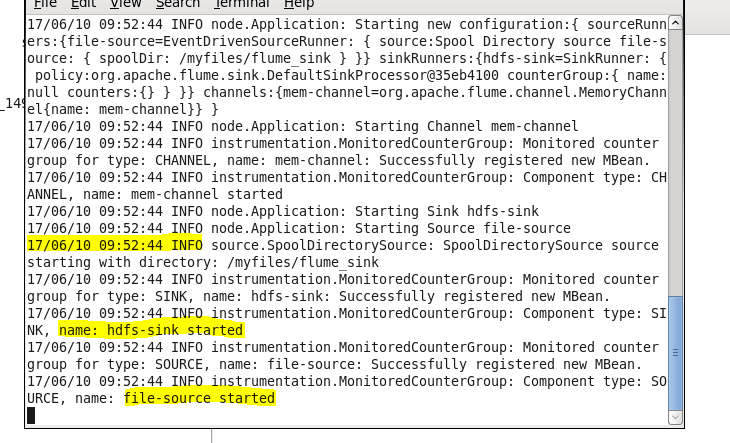 File Edit View Search Terminal Help
17/06/10 09:52:44 INFO node.Application: Starting new configuration:{ sourceRunn
ers:{file-source=EventDrivenSourceRunner: { source:Spool Directory source file-s
ource: { spoolDir: /myfiles/flume_sink } }} sinkRunners:{hdfs-sink=SinkRunner: {
policy:org.apache.flume.sink.DefaultSinkProcessor@35eb4100 counterGroup:{ name:
null counters:{} } }} channels:{mem-channel=org.apache.flume.channel.MemoryChann
el{name: mem-channel}} }
17/06/10 09:52:44 INFO node.Application: Starting Channel mem-channel
17/06/10 09:52:44 INFO instrumentation.MonitoredCounterGroup: Monitored counter
group for type: CHANNEL, name: mem-channel: Successfully registered new MBean.
17/06/10 09:52:44 INFO instrumentation.MonitoredCounterGroup: Component type: CH
ANNEL, name: mem-channel started
17/06/10 09:52:44 INFO node.Application: Starting Sink hdfs-sink
17/06/10 09:52:44 INFO node.Application: Starting Source file-source
17/06/10 09:52:44 INFO source.SpoolDirectorySource: SpoolDirectorySource source
starting with directory: /myfiles/flume_sink
17/06/10 09:52:44 INFO instrumentation.MonitoredCounterGroup: Monitored counter
group for type: SINK, name: hdfs-sink: Successfully registered new MBean.
17/06/10 09:52:44 INFO instrumentation.MonitoredCounterGroup: Component type: SI
NK, name: hdfs-sink started
17/06/10 09:52:44 INFO instrumentation.MonitoredCounterGroup: Monitored counter
group for type: SOURCE, name: file-source: Successfully registered new MBean.
17/06/10 09:52:44 INFO instrumentation.MonitoredCounterGroup: Component type: SO
URCE, name: file-source started